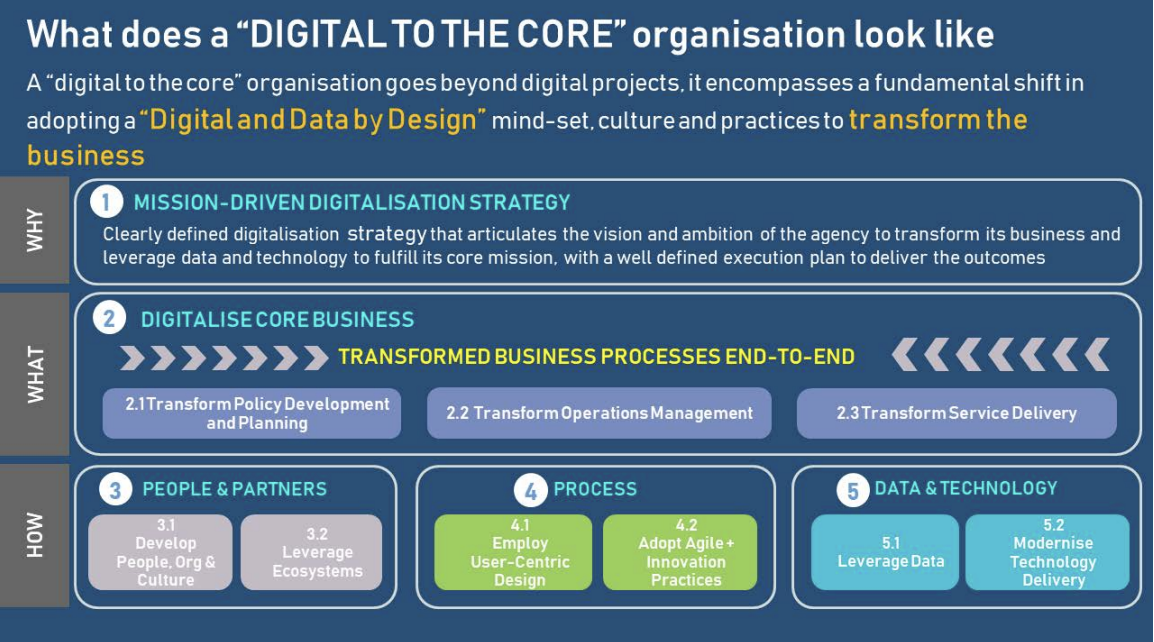 What does a “DIGITAL TO THE CORE” organisation look like
A “digital to the core” organisation goes beyond digital projects, it encompasses a fundamental shift in
adopting a “Digital and Data by Design” mind-set, culture and practices to transform the
business
WHY
1 MISSION-DRIVEN DIGITALISATION STRATEGY
Clearly defined digitalisation strategy that articulates the vision and ambition of the agency to transform its business and
leverage data and technology to fulfill its core mission, with a well defined execution plan to deliver the outcomes
WHAT
2 DIGITALISE CORE BUSINESS
TRANSFORMED BUSINESS PROCESSES END-TO-END
2.1 Transform Policy Development
and Planning
2.2 Transform Operations Management
2.3 Transform Service Delivery
HOW
3 PEOPLE & PARTNERS
3.1
Develop
People, Org &
Culture
3.2
Leverage
Ecosystems
4 PROCESS
4.1
Employ
User-Centric
Design
4.2
Adopt Agile +
Innovation
Practices
5 DATA & TECHNOLOGY
5.1
Leverage Data
5.2
Modernise
Technology
Delivery